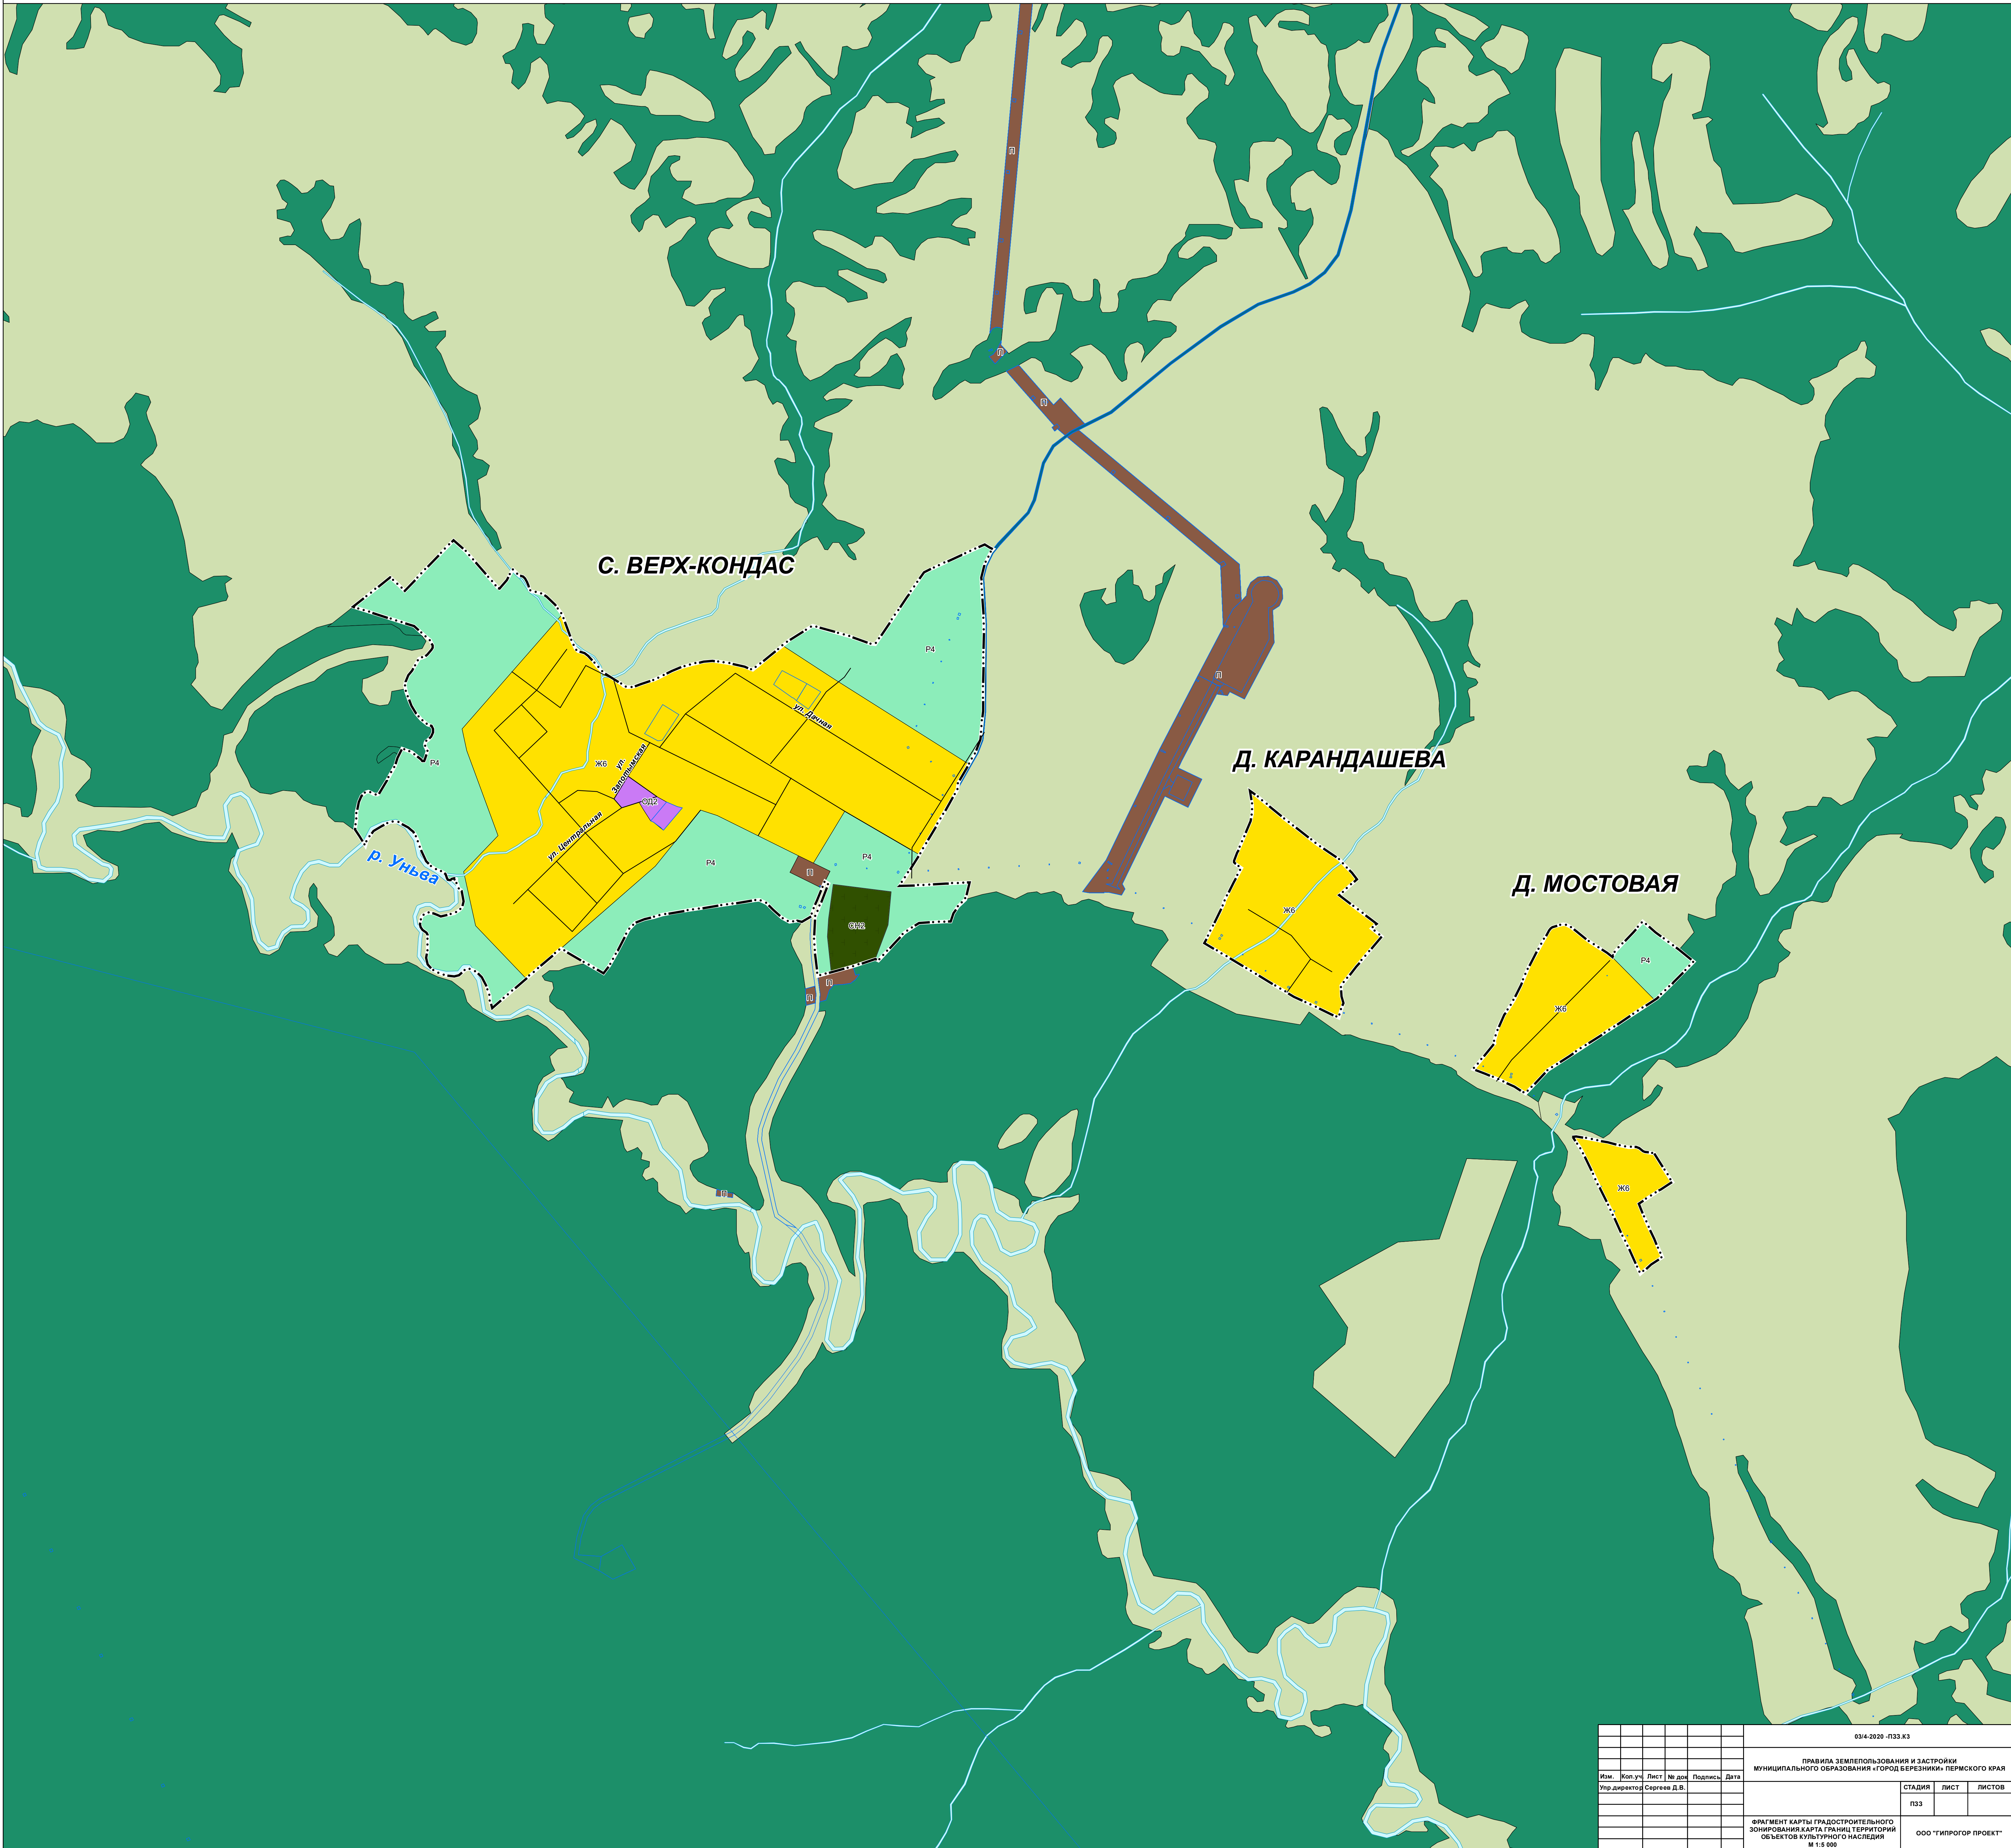 П
П
П
С. ВЕРХ-КОНДАС
Р4
П
ул. Дачная
Д. КАРАНДАШЕВА
Р4
Ж6
ул.
Запотымская
ОД2
ул. Центральная
р. Уньва
Р4
Р4
П
Д. МОСТОВАЯ
Ж6
СН2
Р4
П
П
Ж6
Ж6
П
03/4-2020 -ПЗЗ.К3
ПРАВИЛА ЗЕМЛЕПОЛЬЗОВАНИЯ И ЗАСТРОЙКИ
МУНИЦИПАЛЬНОГО ОБРАЗОВАНИЯ «ГОРОД БЕРЕЗНИКИ» ПЕРМСКОГО КРАЯ
Изм. Кол.уч Лист № док Подпись Дата
Упр.директор Сергеев Д.В.
СТАДИЯ ЛИСТ ЛИСТОВ
ПЗЗ
ФРАГМЕНТ КАРТЫ ГРАДОСТРОИТЕЛЬНОГО
ЗОНИРОВАНИЯ.КАРТА ГРАНИЦ ТЕРРИТОРИЙ
ОБЪЕКТОВ КУЛЬТУРНОГО НАСЛЕДИЯ
М 1:5 000
ООО "ГИПРОГОР ПРОЕКТ"